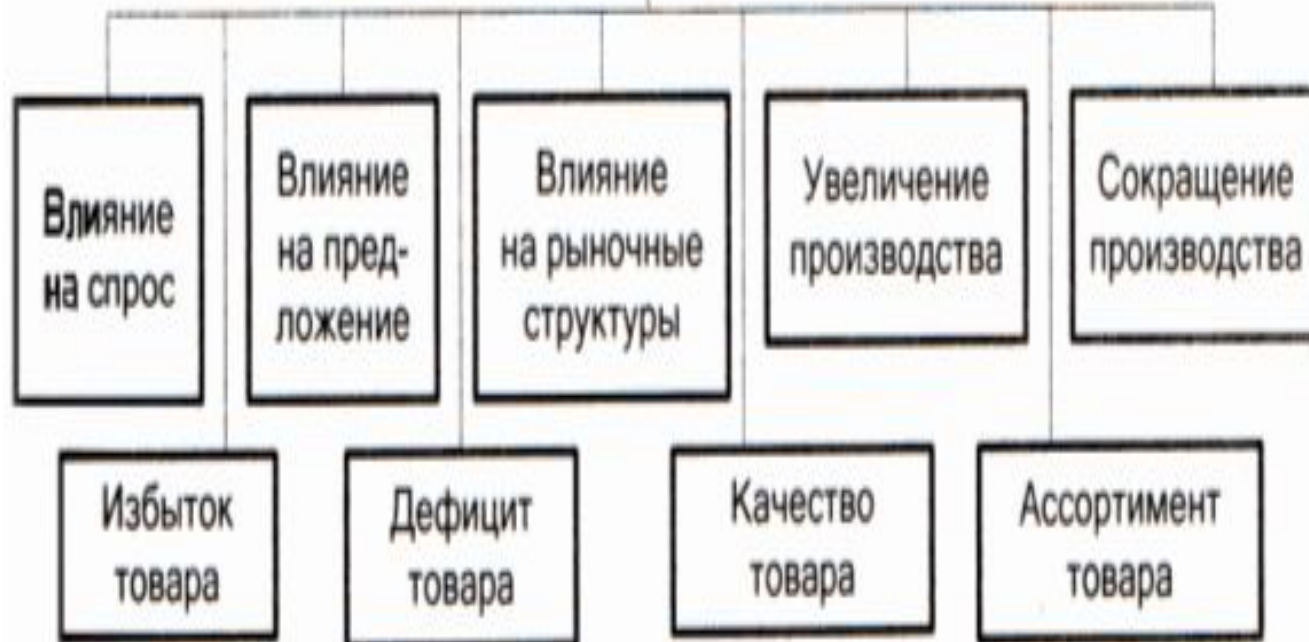 Влияние
на спрос
Влияние
на пред-
ложение
Влияние
на рыночные
структуры
Увеличение
производства
Сокращение
производства
Избыток
товара
Дефицит
товара
Качество
товара
Ассортимент
товара